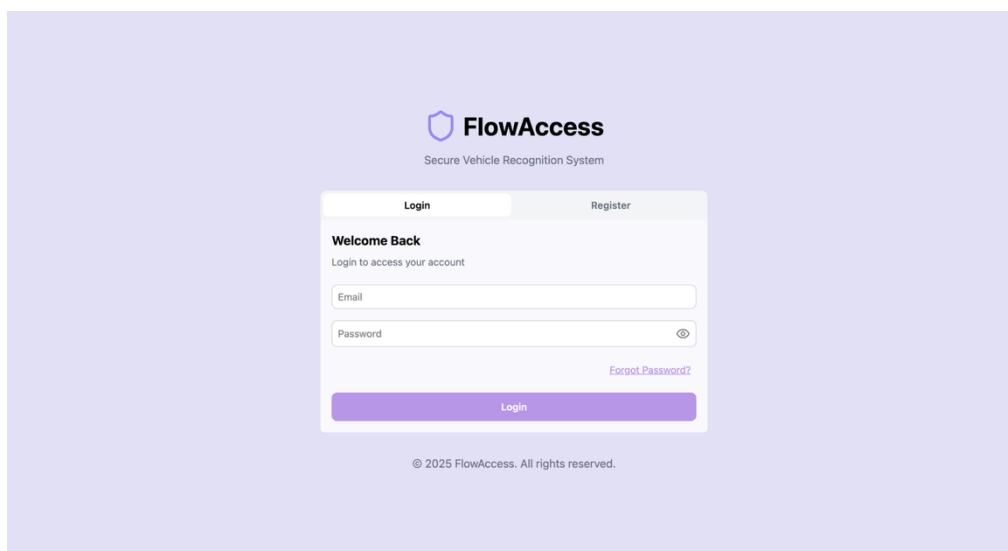 FlowAccess
Secure Vehicle Recognition System
Login Register
Welcome Back
Login to access your account
Email
Password
Forgot Password?
Login
© 2025 FlowAccess. All rights reserved.